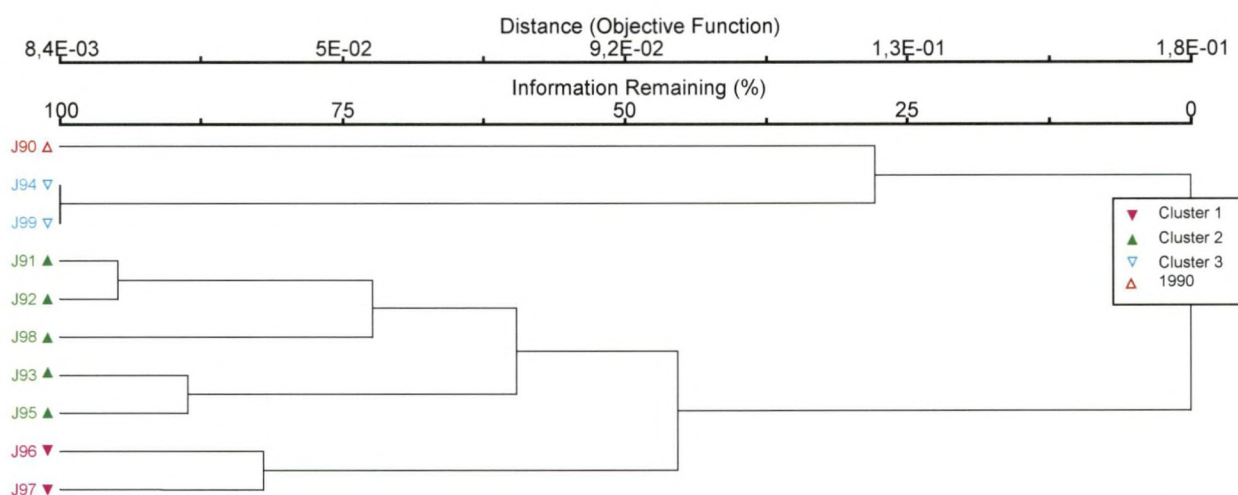 Distance (Objective Function)
8,4E-03 5E-02 9,2E-02 1,3E-01 1,8E-01
Information Remaining (%)
100 75 50 25 0
J90
J94
J99
J91
J92
J98
J93
J95
J96
J97
Cluster 1
Cluster 2
Cluster 3
1990